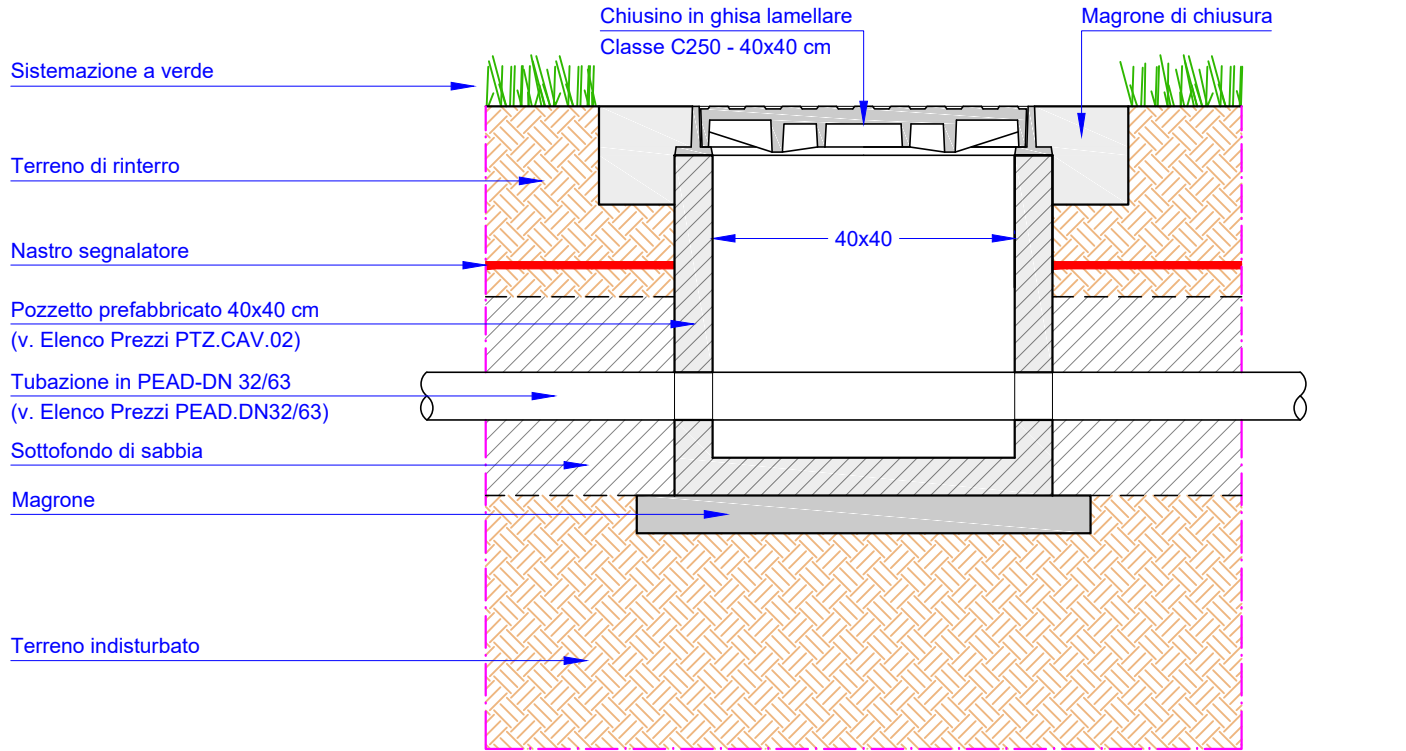 Chiusino in ghisa lamellare
Classe C250 - 40x40 cm
Magrone di chiusura
Sistemazione a verde
Terreno di rinterro
Nastro segnalatore
40x40
Pozzetto prefabbricato 40x40 cm
(v. Elenco Prezzi PTZ.CAV.02)
Tubazione in PEAD-DN 32/63
(v. Elenco Prezzi PEAD.DN32/63)
Sottofondo di sabbia
Magrone
Terreno indisturbato